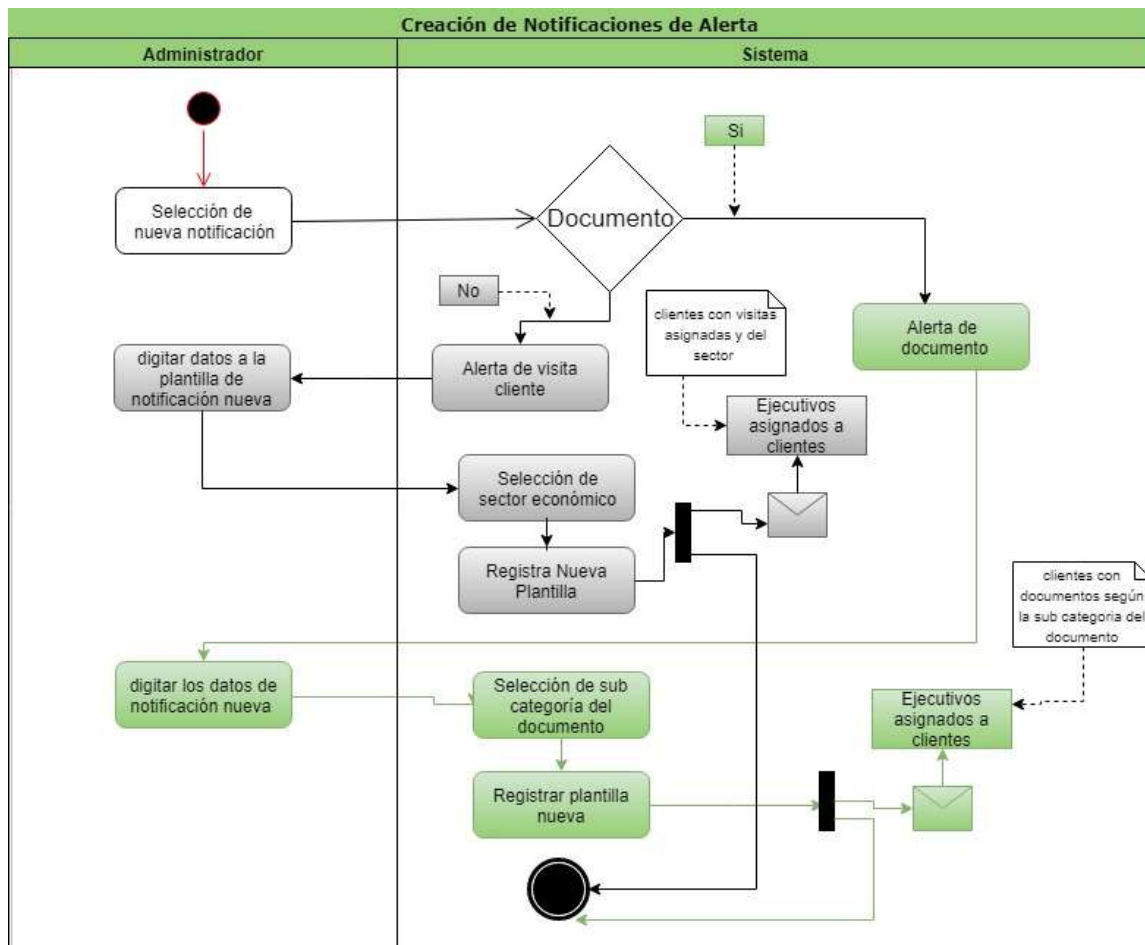 Creación de Notificaciones de Alerta
Administrador
Sistema
Si
Selección de
nueva notificación
Documento
No
clientes con visitas
asignadas y del
sector
Alerta de
documento
digitar datos a la
plantilla de
notificación nueva
Alerta de visita
cliente
Ejecutivos
asignados a
clientes
Selección de
sector económico
Registra Nueva
Plantilla
clientes con
documentos según
la sub categoria del
documento
digitar los datos de
notificación nueva
Selección de sub
categoría del
documento
Ejecutivos
asignados a
clientes
Registrar plantilla
nueva